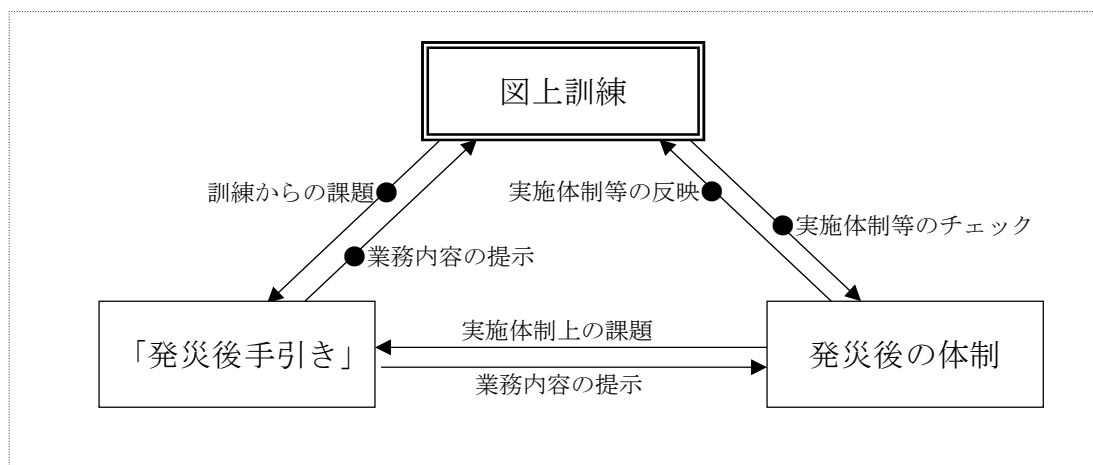 図上訓練
訓練からの課題
実施体制等の反映
実施体制等のチェック
業務内容の提示
実施体制上の課題
「発災後手引き」
発災後の体制
業務内容の提示